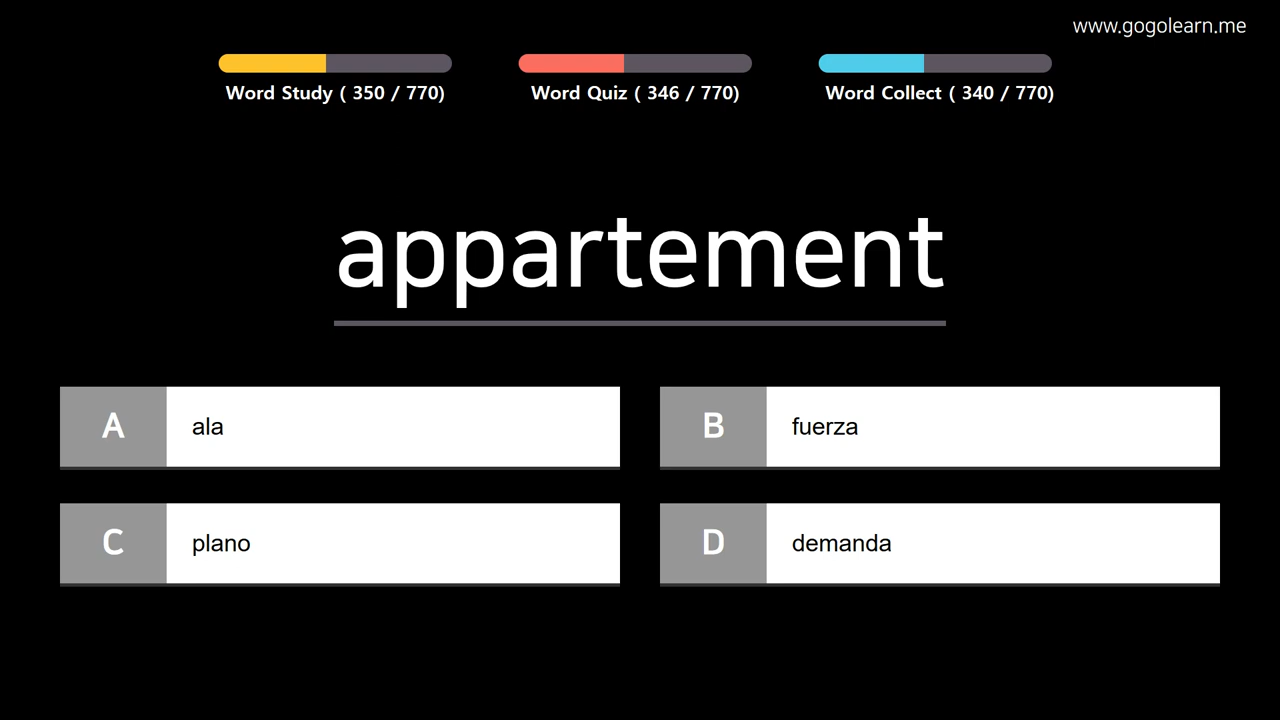 www.gogolearn.me
Word Study ( 350 / 770)
Word Quiz ( 346 / 770)
Word Collect ( 340 / 770)
appartement
A ala
B fuerza
C plano
D demanda